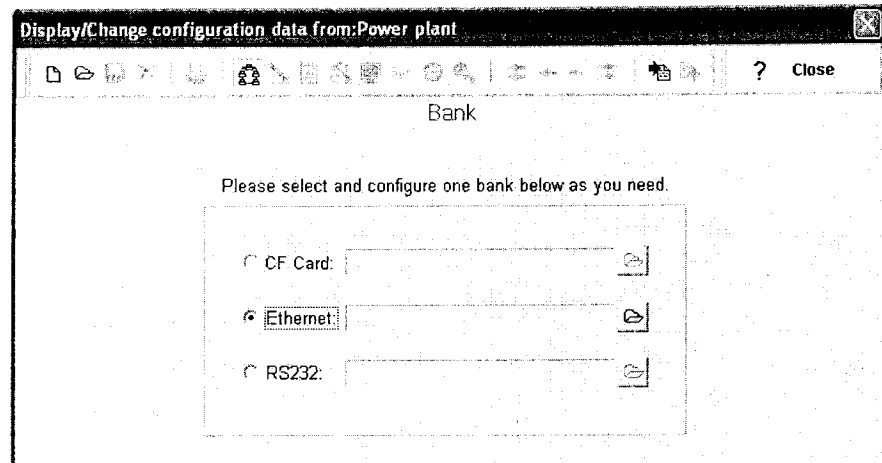 Display/Change configuration data from:Power plant
? Close
Bank
Please select and configure one bank below as you need.
CF Card:
Ethernet:
RS232: